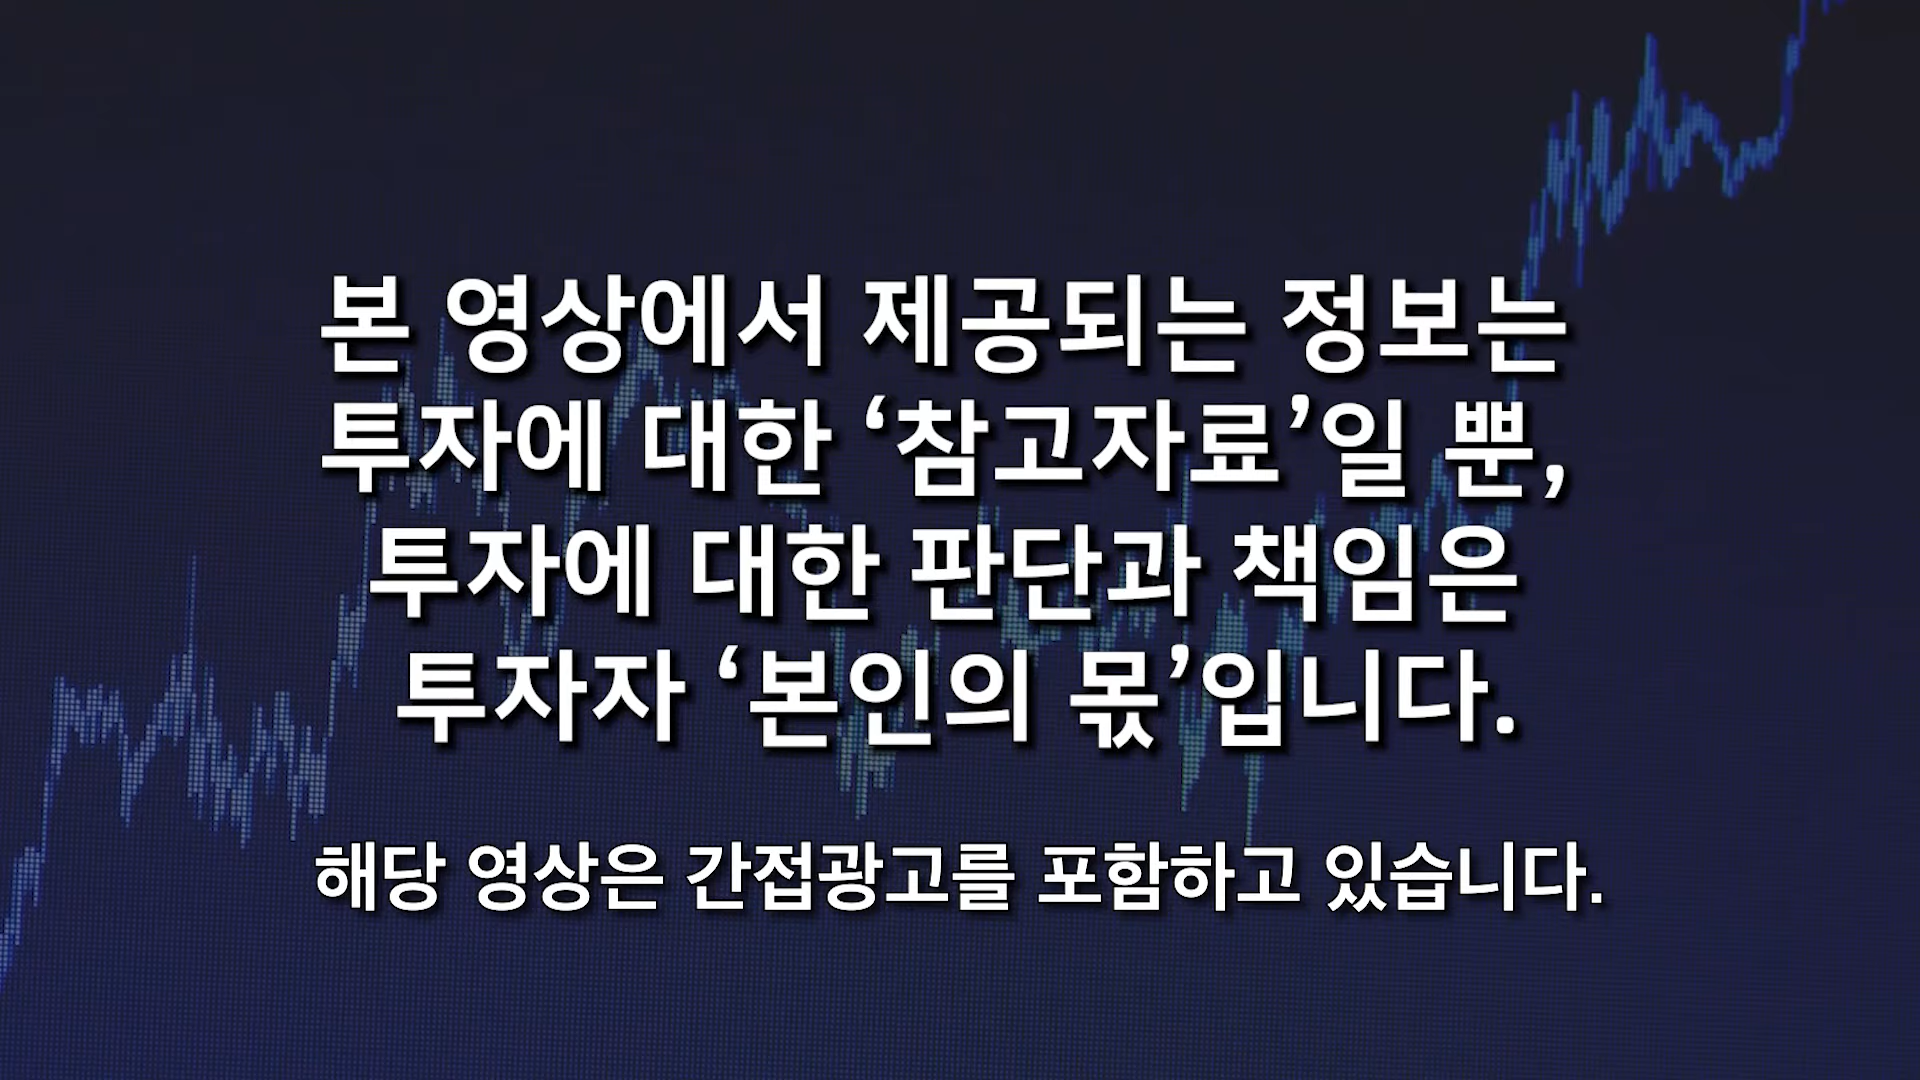 본 영상에서 제공되는 정보는
투자에 대한 ‘참고자료’일 뿐,
투자에 대한 판단과 책임은
투자자 ‘본인의 몫’입니다.
해당 영상은 간접광고를 포함하고 있습니다.